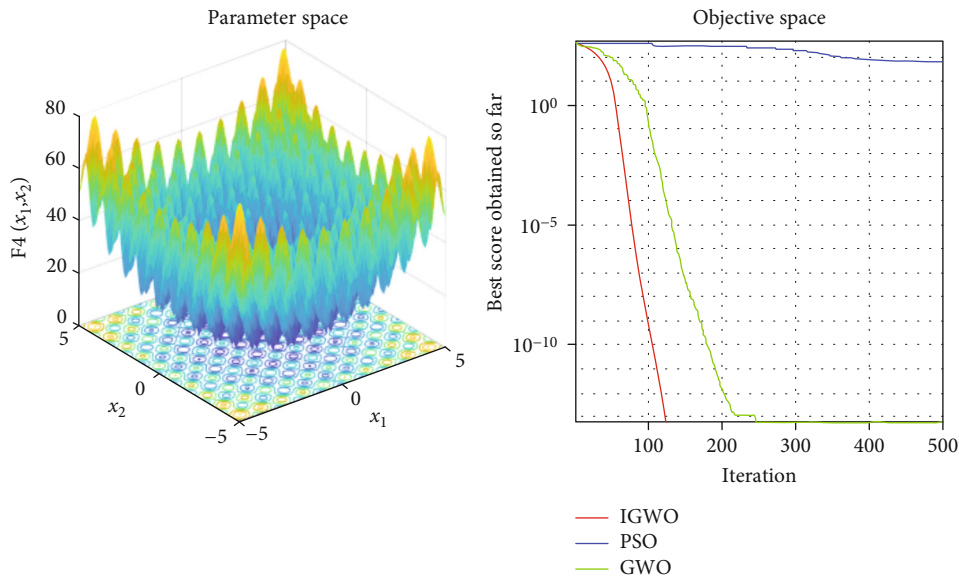 Parameter space
F4 (x₁,x₂)
80
60
40
20
0
5
0
−5
x₂
−5
0
5
x₁
Objective space
Best score obtained so far
10⁰
10⁻⁵
10⁻¹⁰
100
200
300
400
500
Iteration
IGWO
PSO
GWO